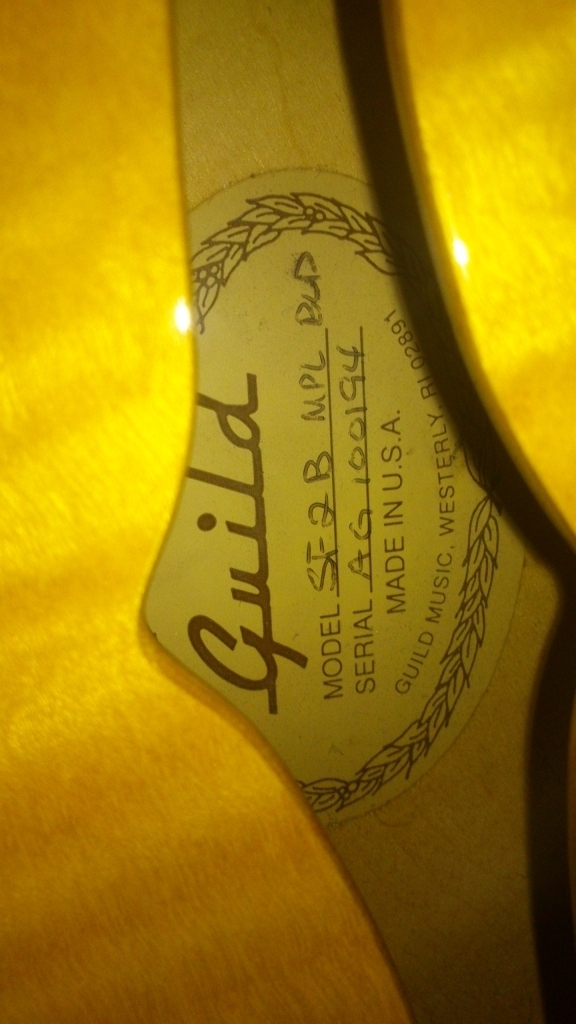 Guild
MODEL SF-2B MPL BLD
SERIAL AG 100194
MADE IN U.S.A.
GUILD MUSIC, WESTERLY, RI 02891